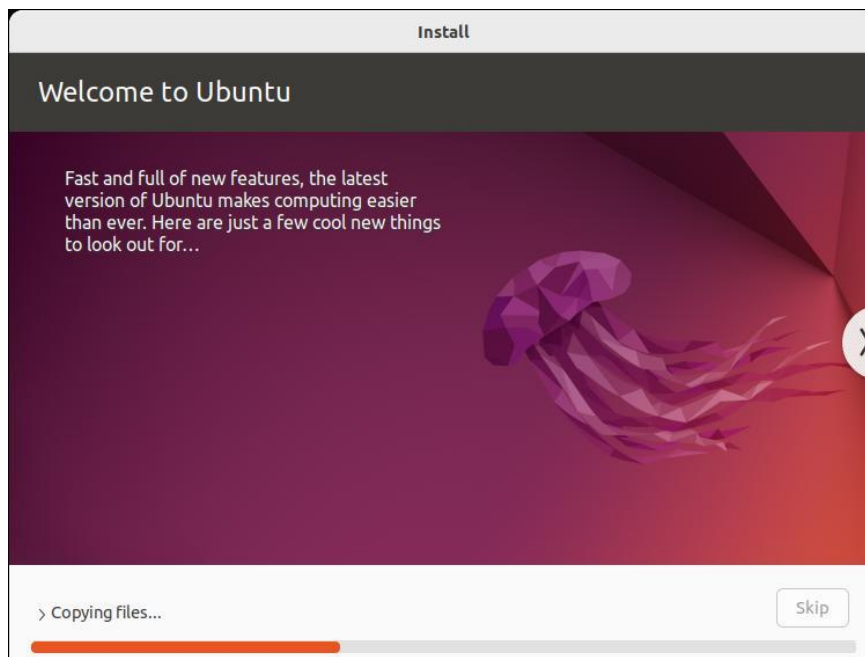 Install
Welcome to Ubuntu
Fast and full of new features, the latest
version of Ubuntu makes computing easier
than ever. Here are just a few cool new things
to look out for...
> Copying files...
Skip